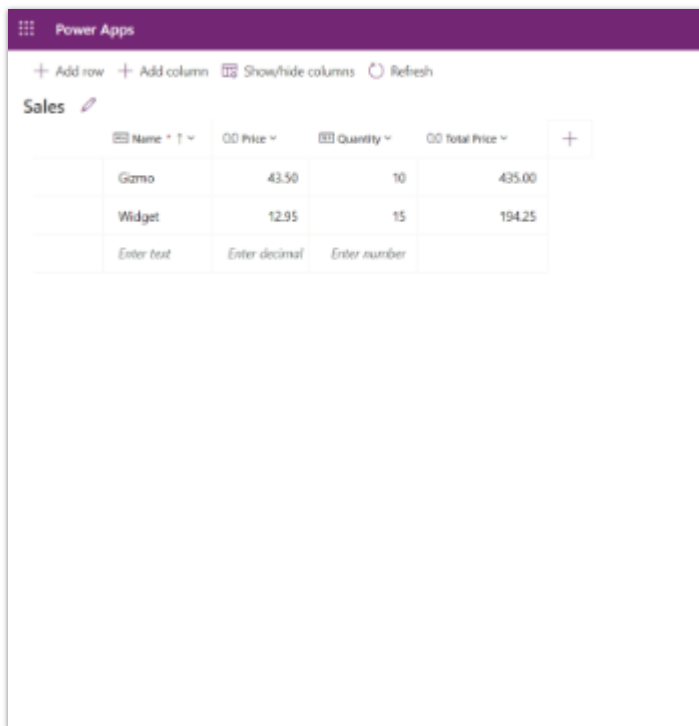 Power Apps
Add row Add column Show/hide columns Refresh
Sales
Name * ↑ Price Quantity Total Price
Gizmo 43.50 10 435.00
Widget 12.95 15 194.25
Enter text Enter decimal Enter number